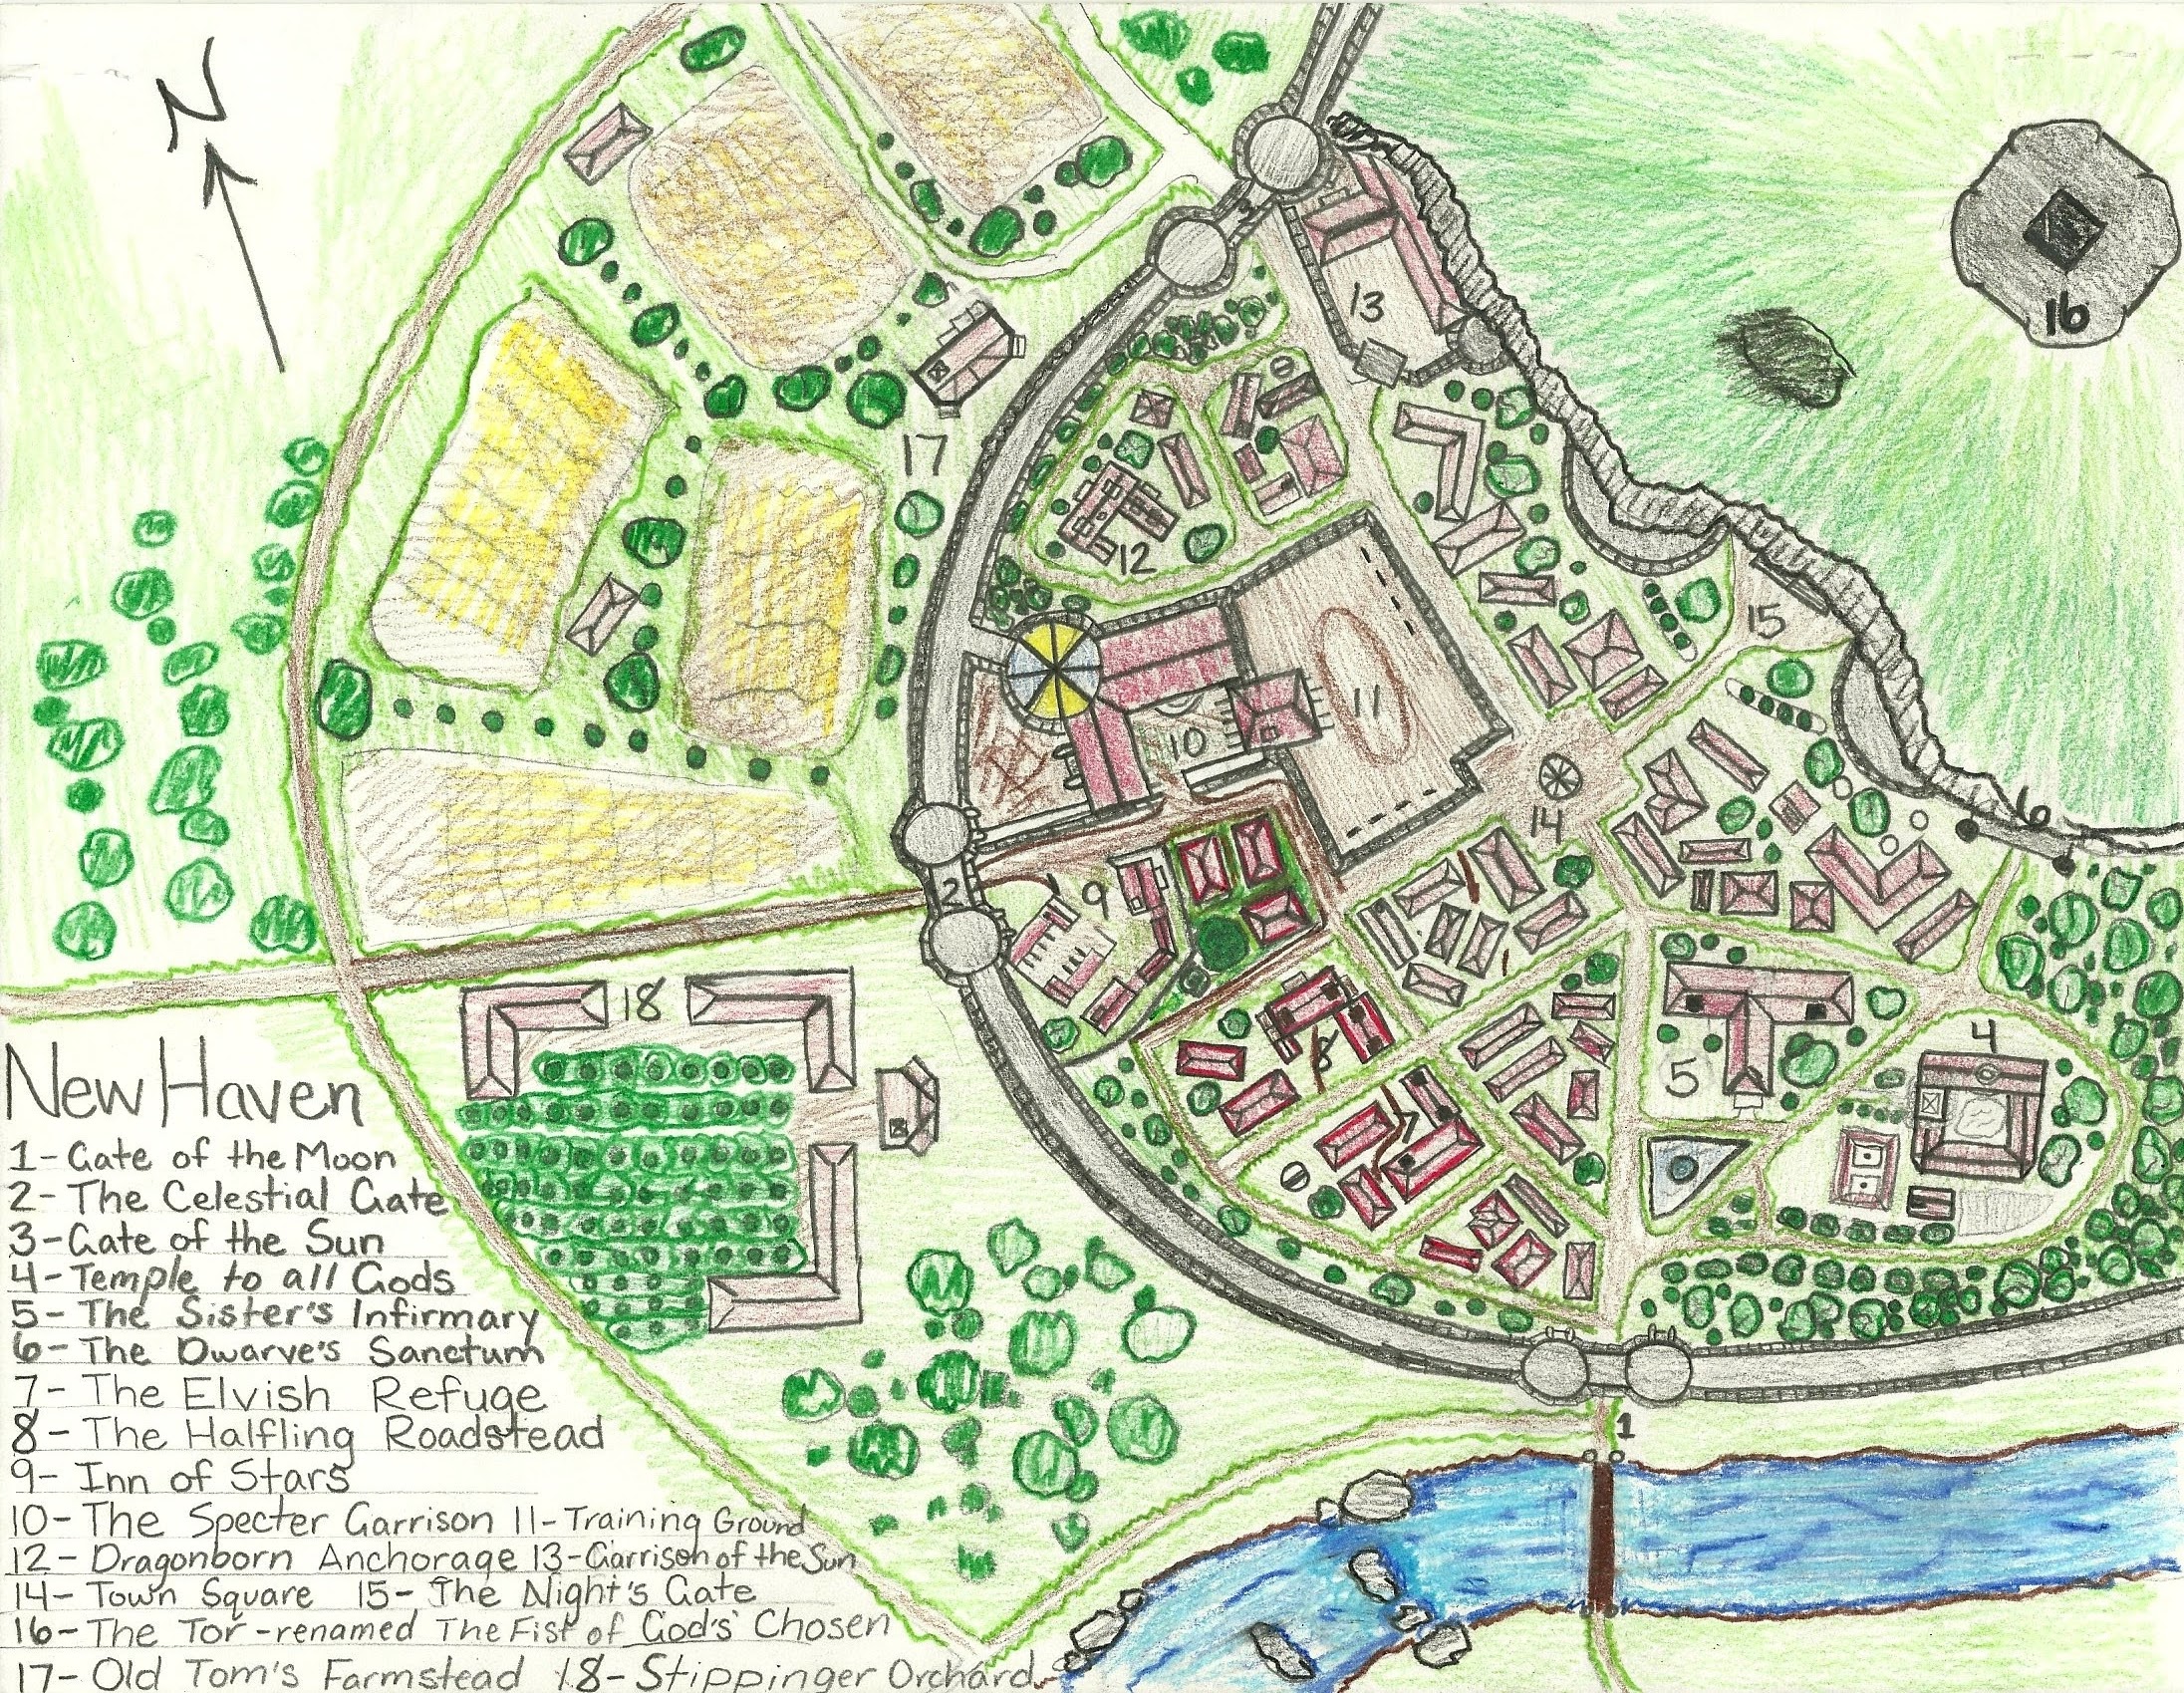 N
3
13
17
12
15
11
10
14
6
2
9
18
4
8
5
7
1
16
New Haven
1- Gate of the Moon
2- The Celestial Gate
3- Gate of the Sun
4- Temple to all Gods
5- The Sister's Infirmary
6- The Dwarve's Sanctum
7- The Elvish Refuge
8- The Halfling Roadstead
9- Inn of Stars
10- The Specter Garrison 11- Training Ground
12- Dragonborn Anchorage 13- Garrison of the Sun
14- Town Square 15- The Night's Gate
16- The Tor - renamed The Fist of God's Chosen
17- Old Tom's Farmstead 18- Stippinger Orchard